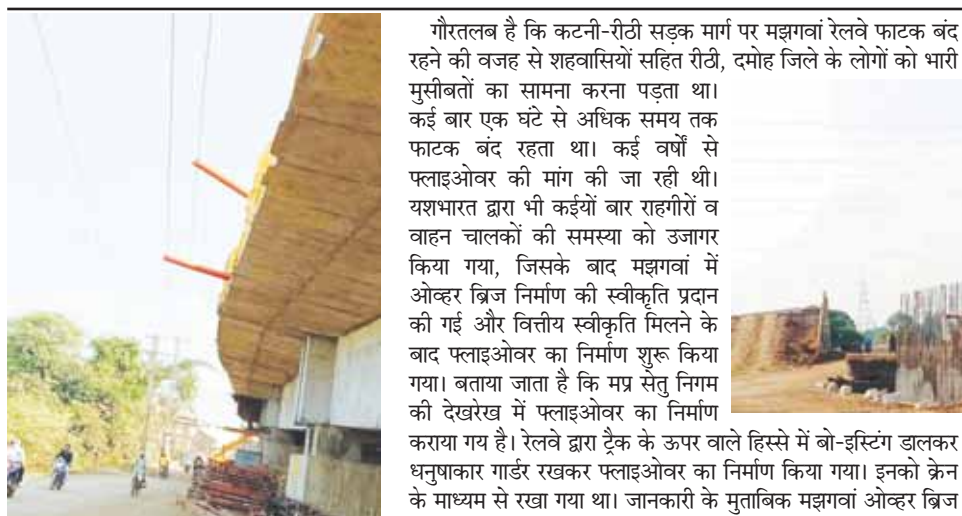 गौरतलब है कि कटनी-रीठी सड़क मार्ग पर मझगवां रेलवे फाटक बंद
रहने की वजह से शहवासियों सहित रीठी, दमोह जिले के लोगों को भारी
मुसीबतों का सामना करना पड़ता था।
कई बार एक घंटे से अधिक समय तक
फाटक बंद रहता था। कई वर्षों से
फ्लाइओवर की मांग की जा रही थी।
यशभारत द्वारा भी कईयों बार राहगीरों व
वाहन चालकों की समस्या को उजागर
किया गया, जिसके बाद मझगवां में
ओव्हर ब्रिज निर्माण की स्वीकृति प्रदान
की गई और वित्तीय स्वीकृति मिलने के
बाद फ्लाइओवर का निर्माण शुरू किया
गया। बताया जाता है कि मप्र सेतु निगम
की देखरेख में फ्लाइओवर का निर्माण
कराया गय है। रेलवे द्वारा ट्रैक के ऊपर वाले हिस्से में बो-इस्टिंग डालकर
धनुषाकार गार्डर रखकर फ्लाइओवर का निर्माण किया गया। इनको क्रेन
के माध्यम से रखा गया था। जानकारी के मुताबिक मझगवां ओव्हर ब्रिज